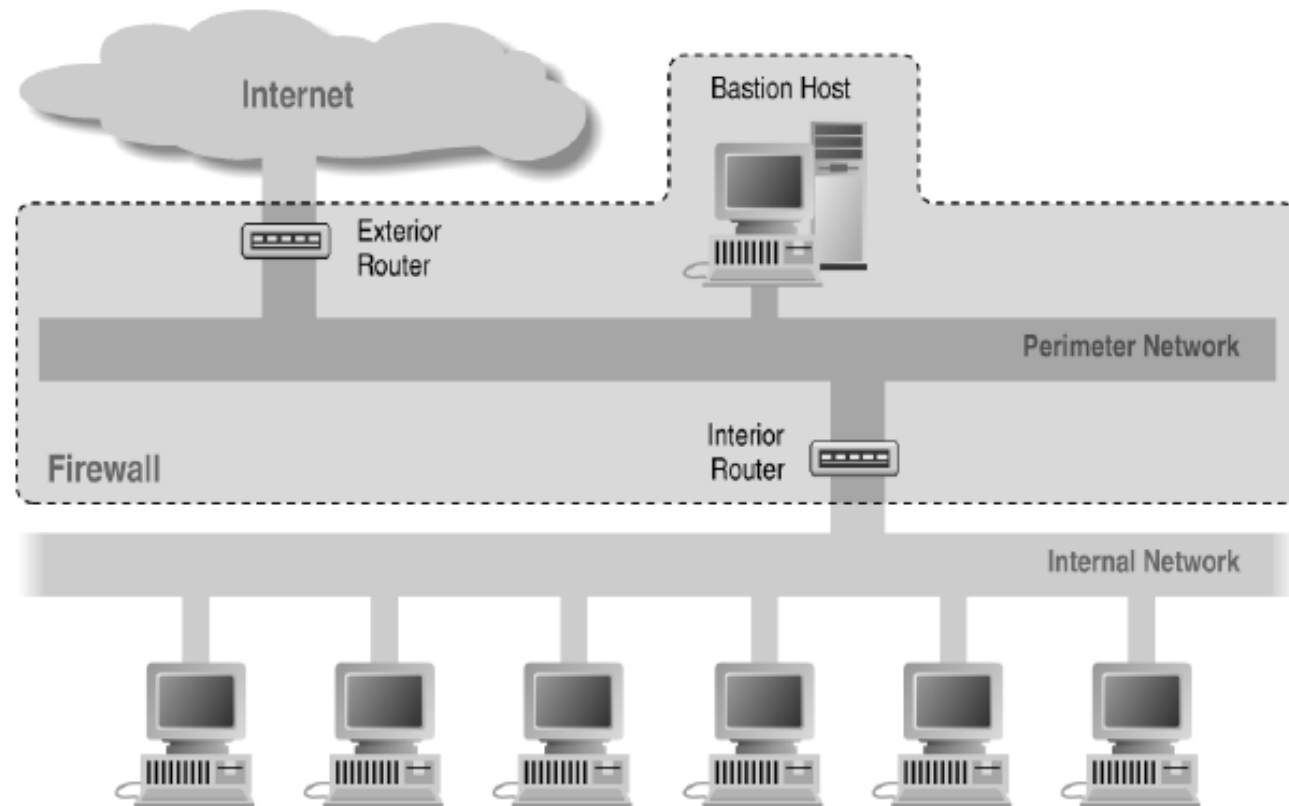 Internet
Bastion Host
Exterior
Router
Perimeter Network
Interior
Router
Firewall
Internal Network